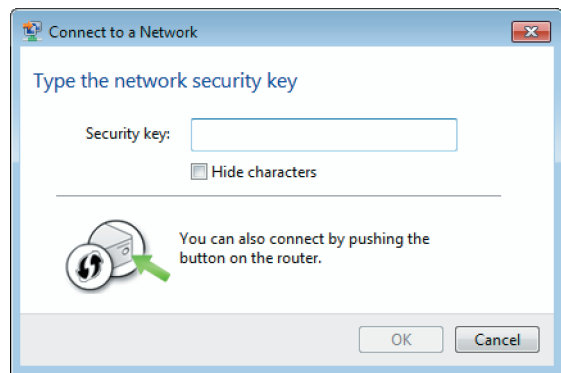 Connect to a Network
Type the network security key
Security key:
Hide characters
You can also connect by pushing the
button on the router.
OK
Cancel